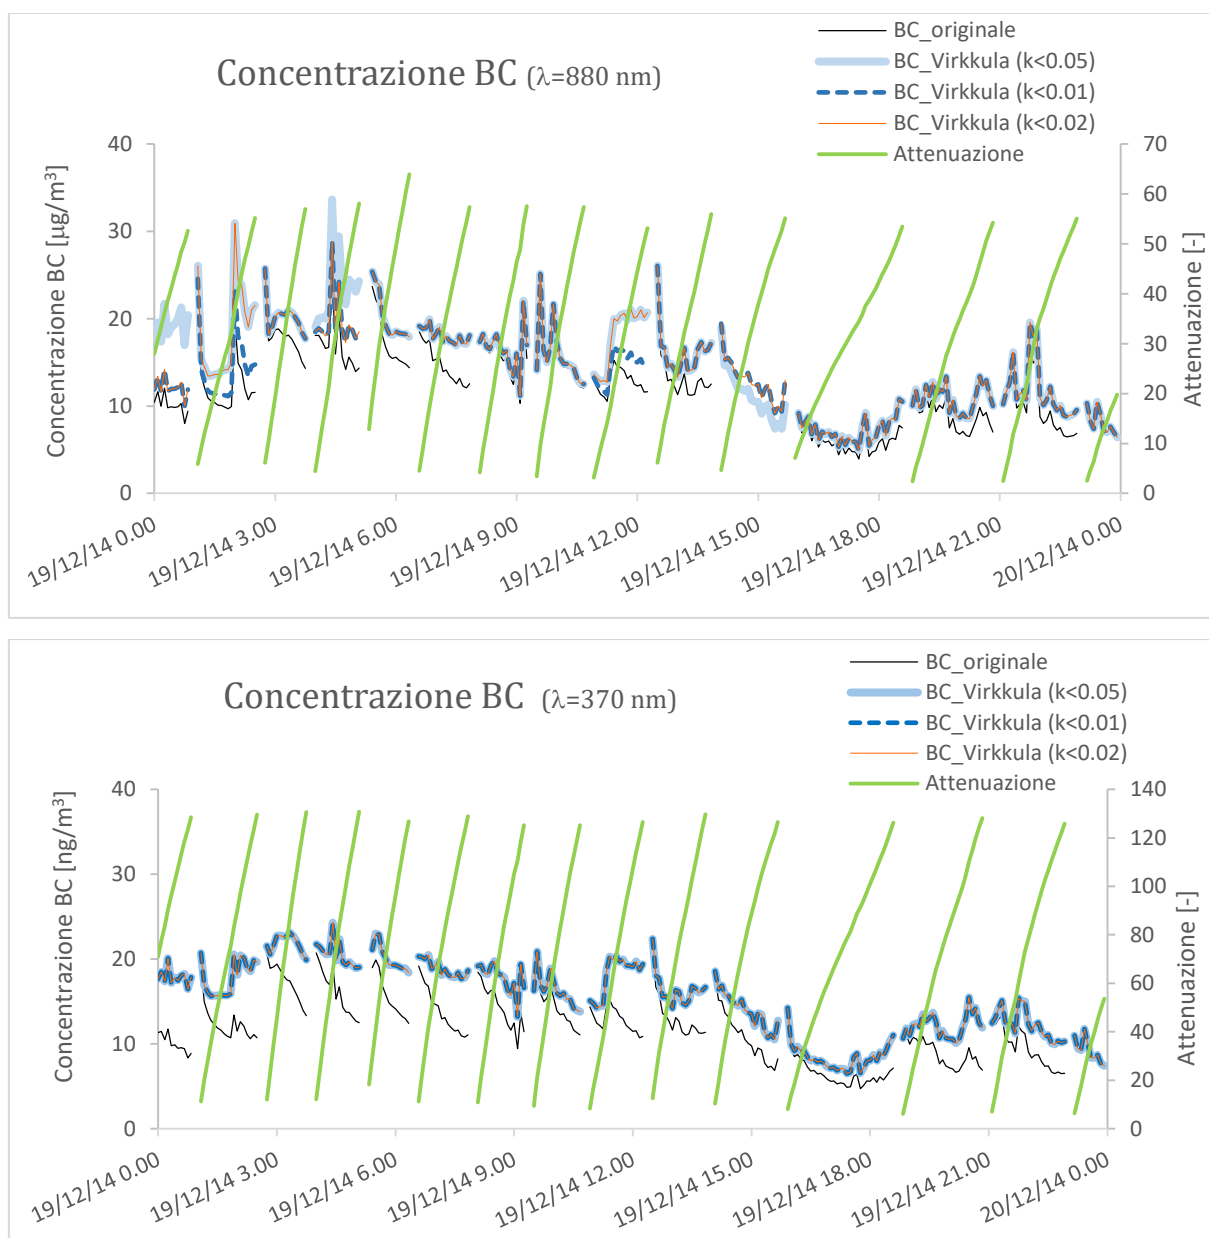 BC_originale
BC_Virkkula (k<0.05)
BC_Virkkula (k<0.01)
BC_Virkkula (k<0.02)
Attenuazione
Concentrazione BC (λ=880 nm)
Concentrazione BC [μg/m³]
40
30
20
10
0
70
60
50
40
30
20
10
0
Attenuazione [-]
19/12/14 0.00
19/12/14 3.00
19/12/14 6.00
19/12/14 9.00
19/12/14 12.00
19/12/14 15.00
19/12/14 18.00
19/12/14 21.00
20/12/14 0.00
BC_originale
BC_Virkkula (k<0.05)
BC_Virkkula (k<0.01)
BC_Virkkula (k<0.02)
Attenuazione
Concentrazione BC (λ=370 nm)
Concentrazione BC [ng/m³]
40
30
20
10
0
140
120
100
80
60
40
20
0
Attenuazione [-]
19/12/14 0.00
19/12/14 3.00
19/12/14 6.00
19/12/14 9.00
19/12/14 12.00
19/12/14 15.00
19/12/14 18.00
19/12/14 21.00
20/12/14 0.00